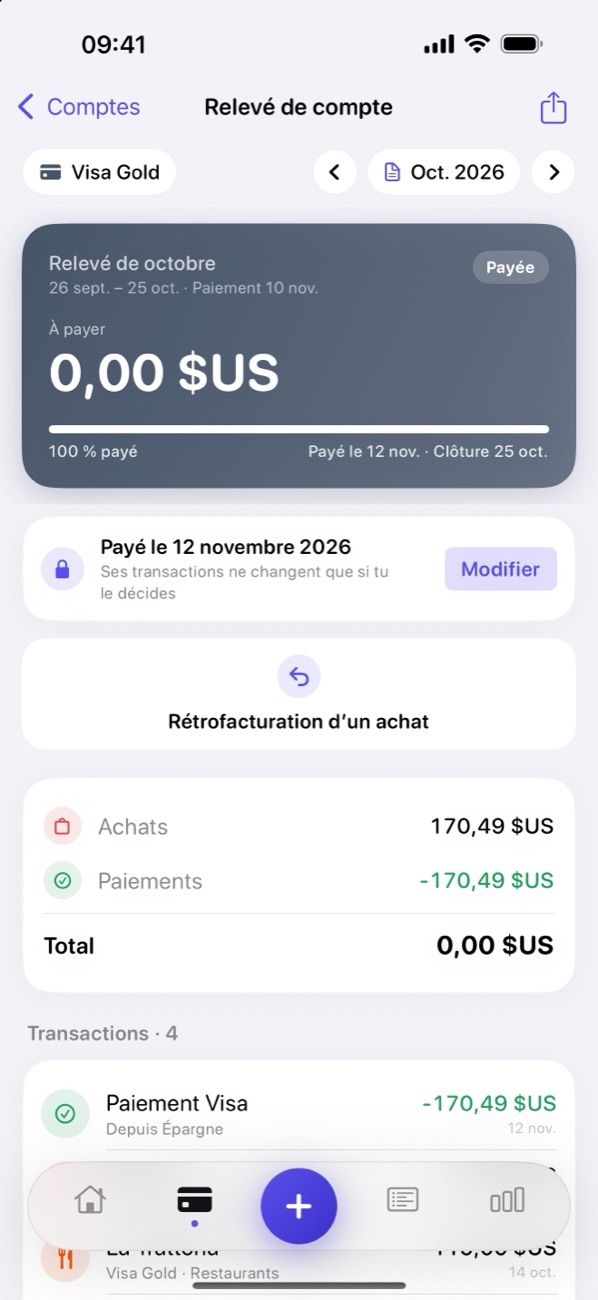 09:41
Comptes
Relevé de compte
Visa Gold
Oct. 2026
Relevé de octobre
Payée
26 sept. – 25 oct. · Paiement 10 nov.
À payer
0,00 $US
100 % payé
Payé le 12 nov. · Clôture 25 oct.
Payé le 12 novembre 2026
Ses transactions ne changent que si tu
le décides
Modifier
Rétrofacturation d’un achat
Achats
170,49 $US
Paiements
-170,49 $US
Total
0,00 $US
Transactions · 4
Paiement Visa
-170,49 $US
Depuis Épargne
12 nov.
Visa Gold · Restaurants
14 oct.